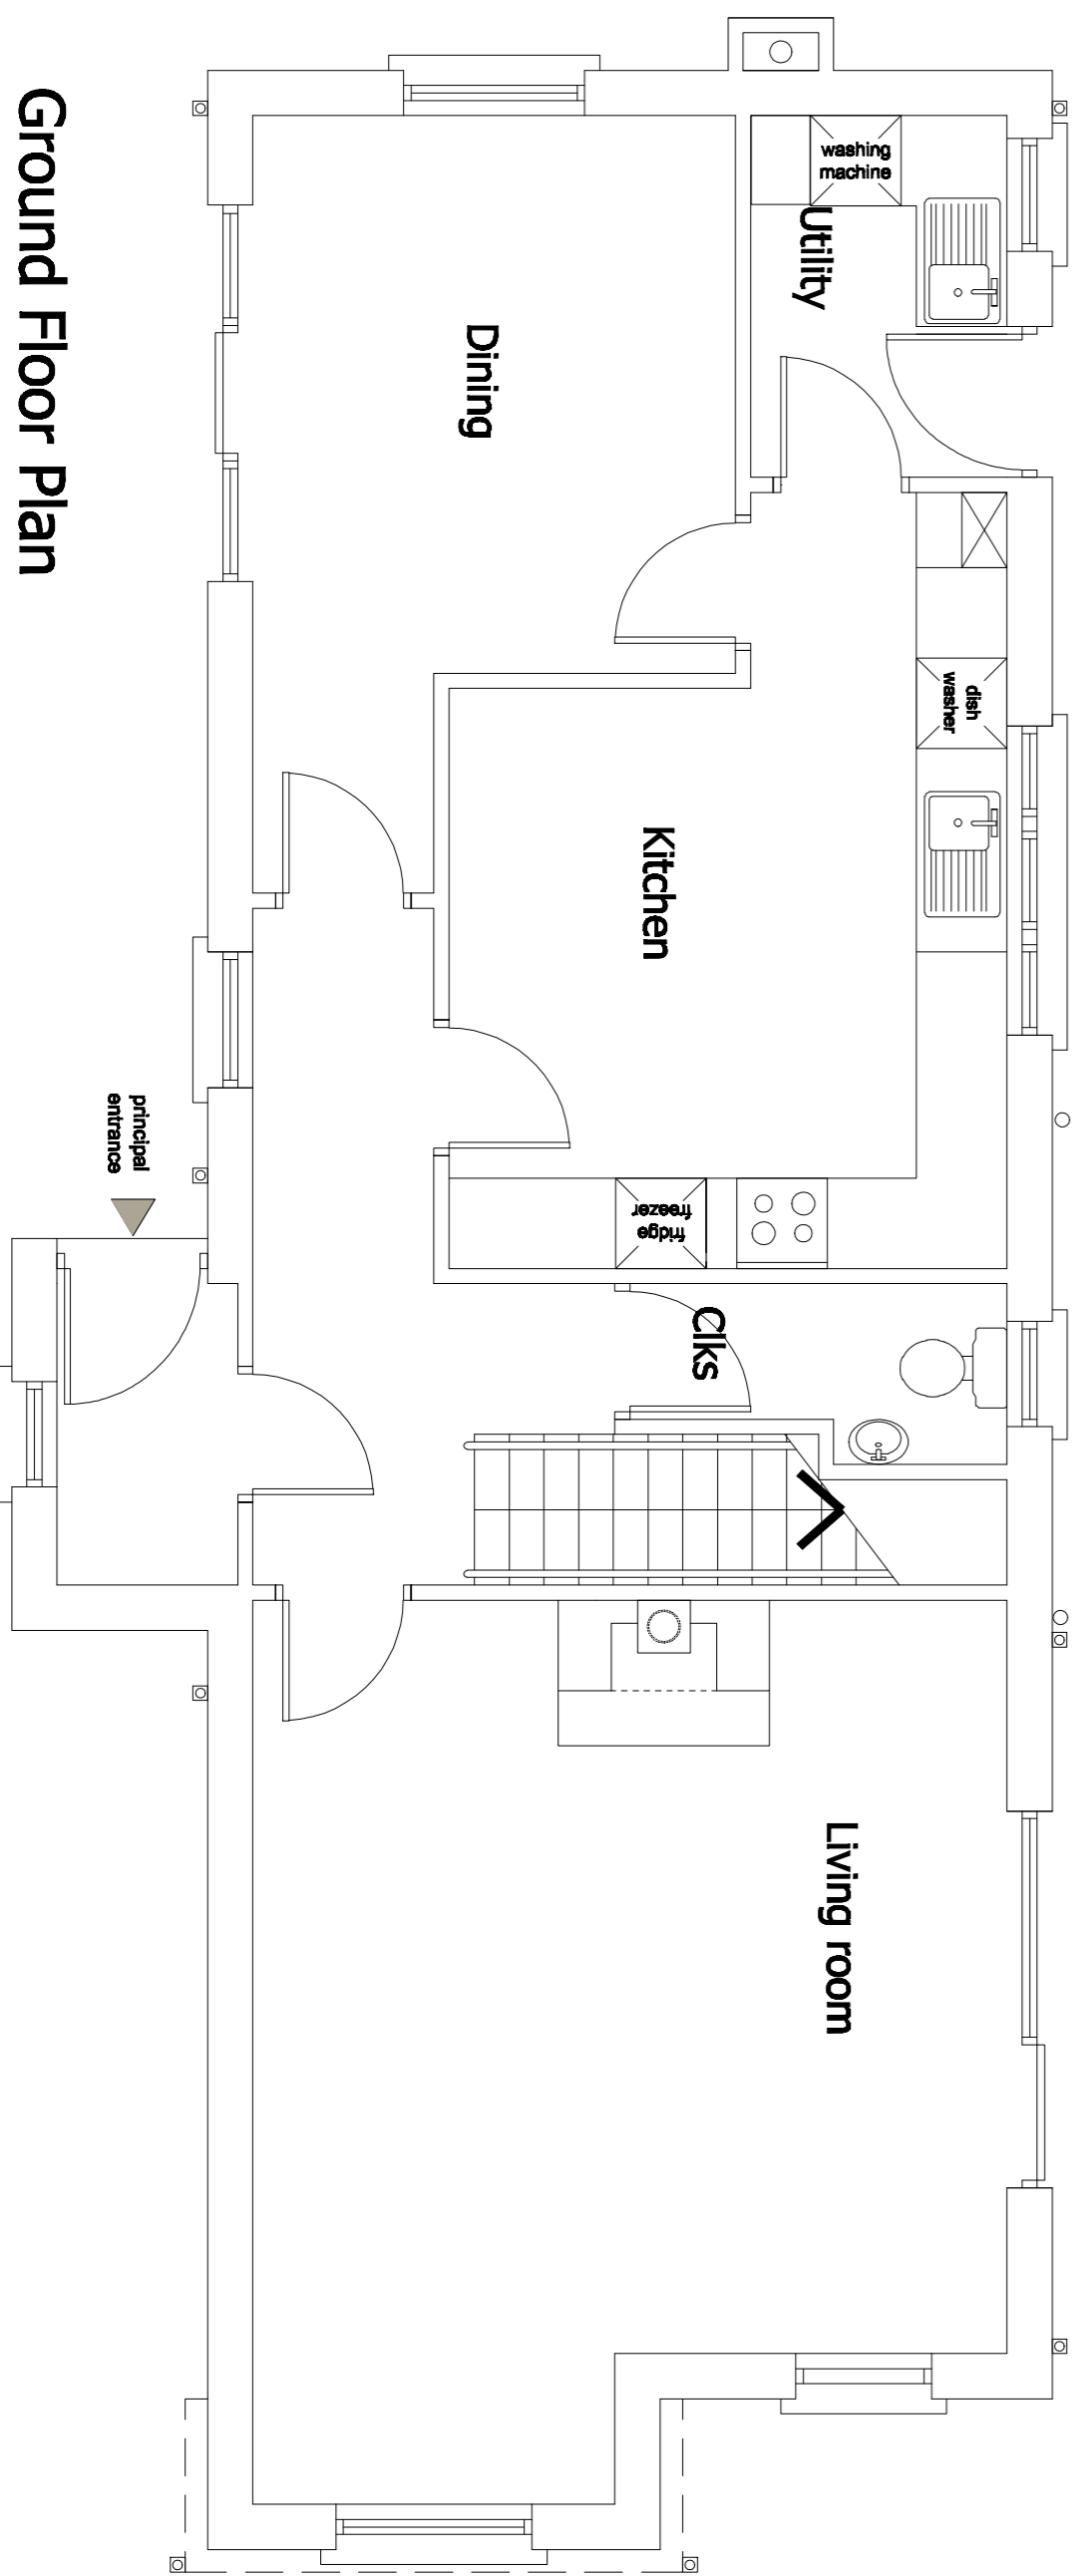 washing
machine
Utility
Dining
dish
washer
Kitchen
fridge
freezer
Clks
Living room
principal
entrance
Ground Floor Plan